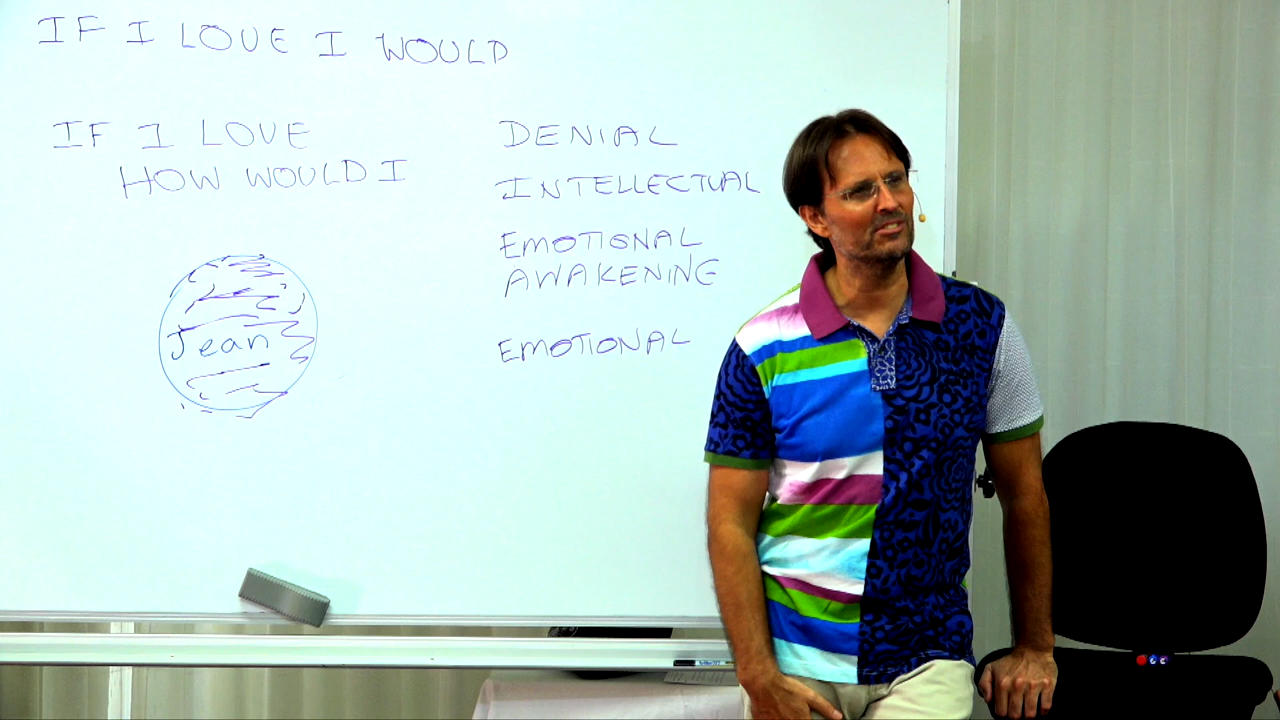 IF I LOVE I WOULD
IF I LOVE
HOW WOULD I
Jean
DENIAL
INTELLECTUAL
EMOTIONAL
AWAKENING
EMOTIONAL